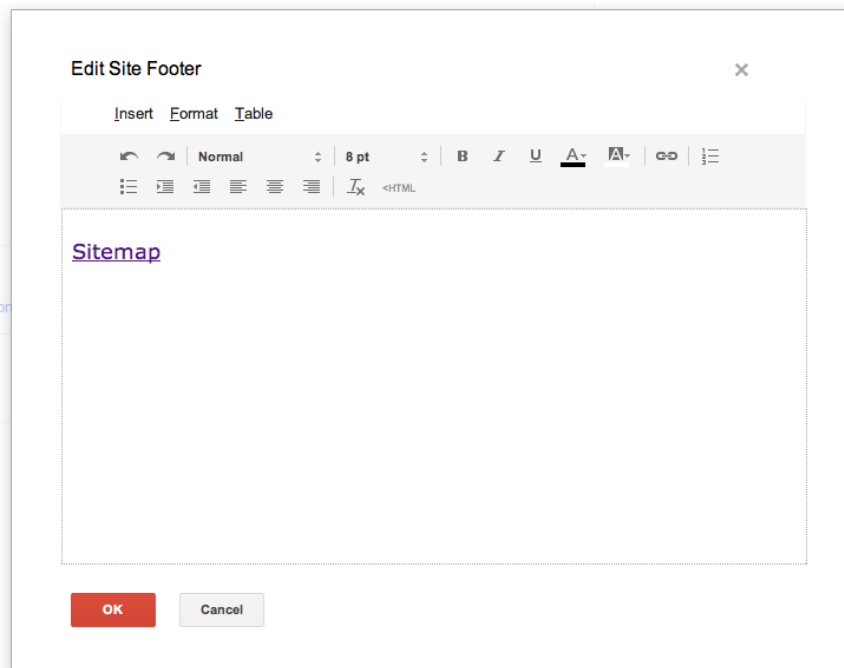 Edit Site Footer
Insert Format Table
Normal 8 pt B I U A A
<HTML
Sitemap
OK Cancel